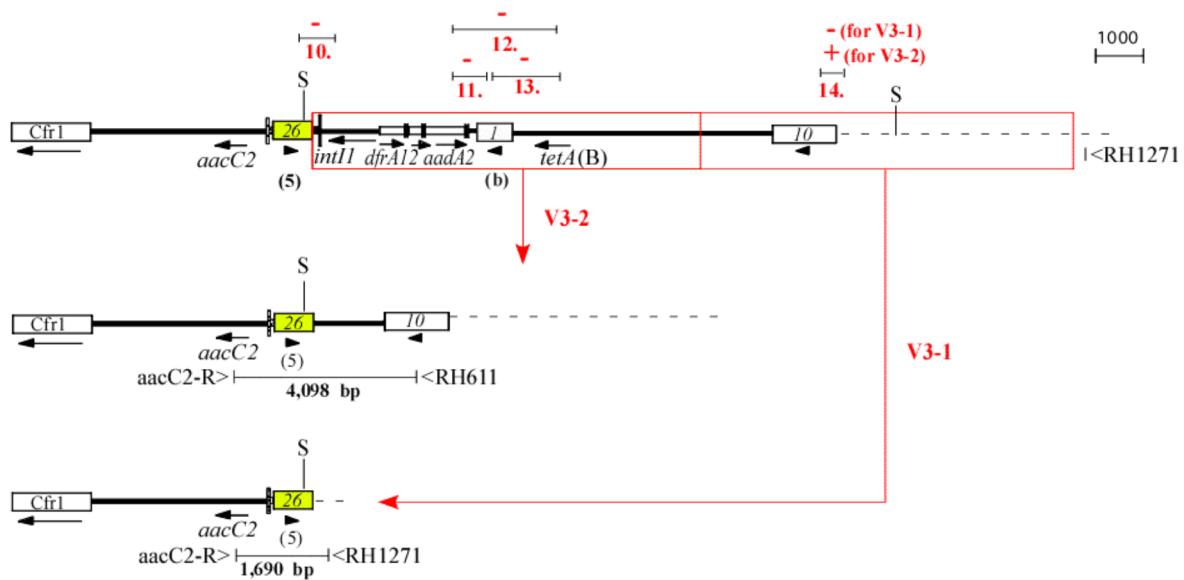 - - - (for V3-1) 1000
10. 12. + (for V3-2)
- -
11. 13. 14.
S S
Cfr1 26 1 10
aacC2 intI1 dfrA12 aadA2 tetA(B) <RH1271
(5) (b)
V3-2
S
Cfr1 26 10
aacC2
(5)
aacC2-R> <RH611
4,098 bp
V3-1
S
Cfr1 26
aacC2
(5)
aacC2-R> <RH1271
1,690 bp